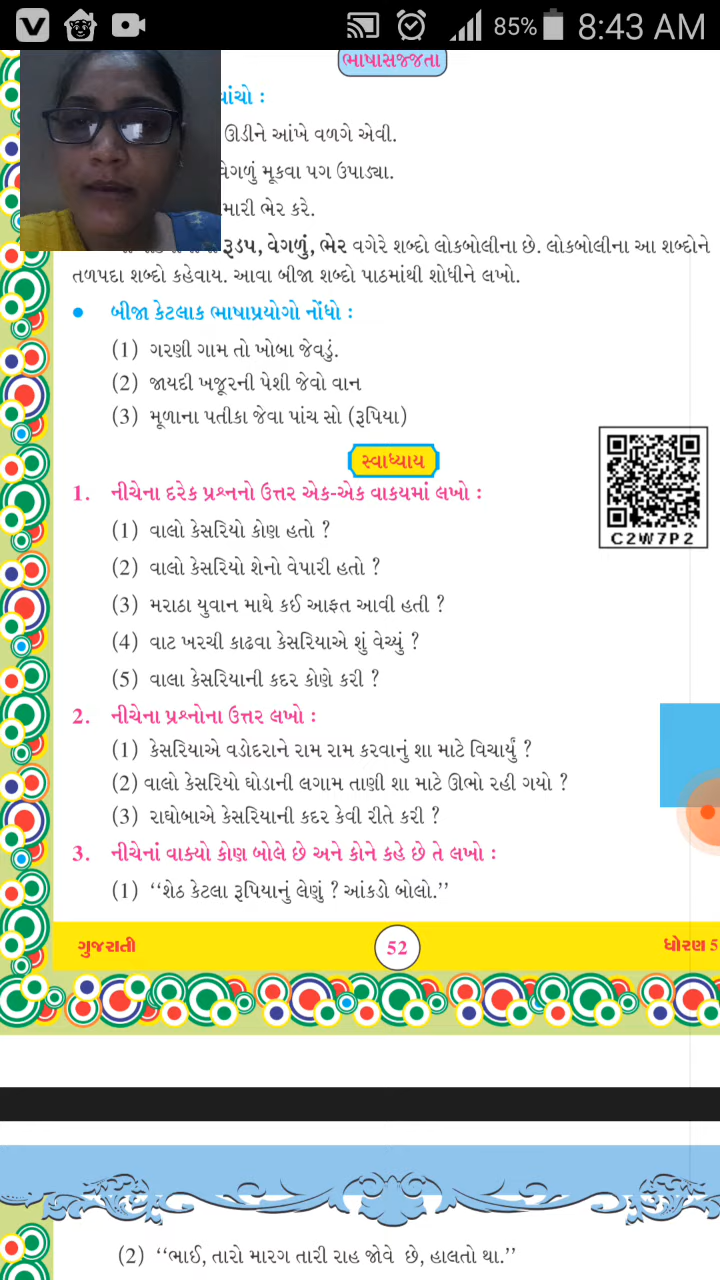 85% 8:43 AM
ભાષાસજ્જતા
વાંચો :
ઊડીને આંખે વળગે એવી.
વેગળું મૂકવા પગ ઉપાડ્યા.
મારી ભેર કરે.
રૂડપ, વેગળું, ભેર વગેરે શબ્દો લોકબોલીના છે. લોકબોલીના આ શબ્દોને
તળપદા શબ્દો કહેવાય. આવા બીજા શબ્દો પાઠમાંથી શોધીને લખો.
• બીજા કેટલાક ભાષાપ્રયોગો નોંધો :
(1) ગરણી ગામ તો ખોબા જેવડું.
(2) જાયદી ખજૂરની પેશી જેવો વાન
(3) મૂળાના પતીકા જેવા પાંચ સો (રૂપિયા)
સ્વાધ્યાય
1. નીચેના દરેક પ્રશ્નનો ઉત્તર એક-એક વાકયમાં લખો :
(1) વાલો કેસરિયો કોણ હતો ?
(2) વાલો કેસરિયો શેનો વેપારી હતો ?
(3) મરાઠા યુવાન માથે કઈ આફત આવી હતી ?
(4) વાટ ખરચી કાઢવા કેસરિયાએ શું વેચ્યું ?
(5) વાલા કેસરિયાની કદર કોણે કરી ?
C2W7P2
2. નીચેના પ્રશ્નોના ઉત્તર લખો :
(1) કેસરિયાએ વડોદરાને રામ રામ કરવાનું શા માટે વિચાર્યું ?
(2) વાલો કેસરિયો ઘોડાની લગામ તાણી શા માટે ઊભો રહી ગયો ?
(3) રાઘોબાએ કેસરિયાની કદર કેવી રીતે કરી ?
3. નીચેનાં વાક્યો કોણ બોલે છે અને કોને કહે છે તે લખો :
(1) ‘‘શેઠ કેટલા રૂપિયાનું લેણું ? આંકડો બોલો.’’
ગુજરાતી 52 ધોરણ 5
(2) ‘‘ભાઈ, તારો મારગ તારી રાહ જોવે છે, હાલતો થા.’’